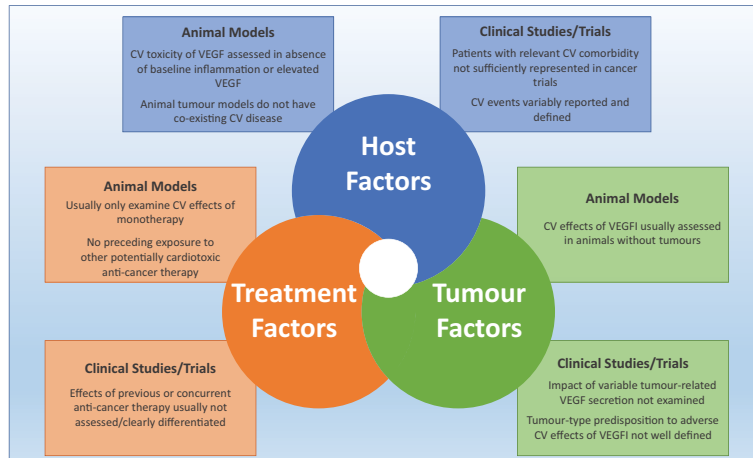 Animal Models
CV toxicity of VEGF assessed in absence
of baseline inflammation or elevated
VEGF
Animal tumour models do not have
co-existing CV disease
Clinical Studies/Trials
Patients with relevant CV comorbidity
not sufficiently represented in cancer
trials
CV events variably reported and
defined
Host
Factors
Animal Models
Usually only examine CV effects of
monotherapy
No preceding exposure to
other potentially cardiotoxic
anti-cancer therapy
Animal Models
CV effects of VEGFI usually assessed
in animals without tumours
Treatment
Factors
Tumour
Factors
Clinical Studies/Trials
Effects of previous or concurrent
anti-cancer therapy usually not
assessed/clearly differentiated
Clinical Studies/Trials
Impact of variable tumour-related
VEGF secretion not examined
Tumour-type predisposition to adverse
CV effects of VEGFI not well defined